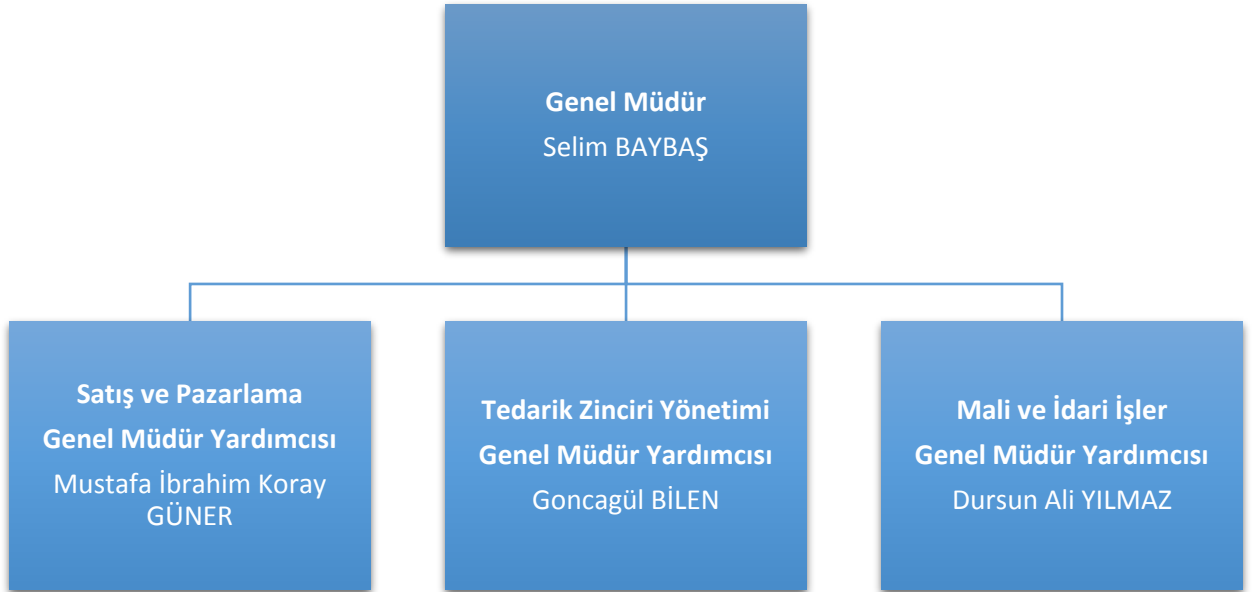 Genel Müdür
Selim BAYBAŞ
Satış ve Pazarlama
Genel Müdür Yardımcısı
Mustafa İbrahim Koray
GÜNER
Tedarik Zinciri Yönetimi
Genel Müdür Yardımcısı
Goncagül BİLEN
Mali ve İdari İşler
Genel Müdür Yardımcısı
Dursun Ali YILMAZ